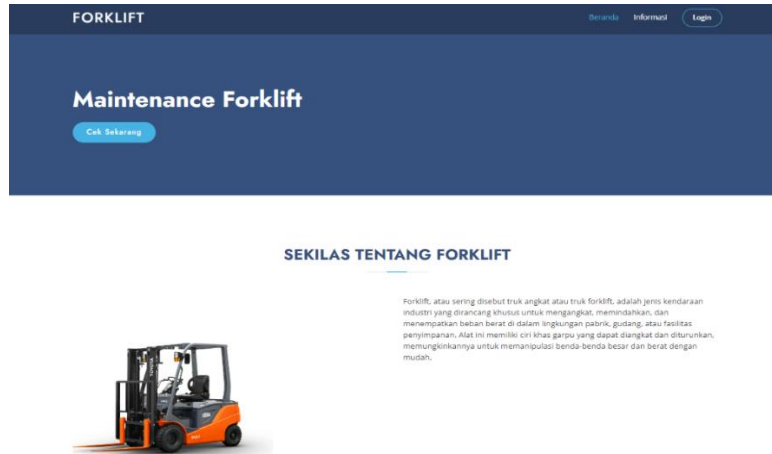 FORKLIFT
Beranda Informasi Login
Maintenance Forklift
Cek Sekarang
SEKILAS TENTANG FORKLIFT
Forklift, atau sering disebut truk angkat atau truk forklift, adalah jenis kendaraan
industri yang dirancang khusus untuk mengangkat, memindahkan, dan
menempatkan beban berat di dalam lingkungan pabrik, gudang, atau fasilitas
penyimpanan. Alat ini memiliki ciri khas garpu yang dapat diangkat dan diturunkan,
memungkinkannya untuk memanipulasi benda-benda besar dan berat dengan
mudah.